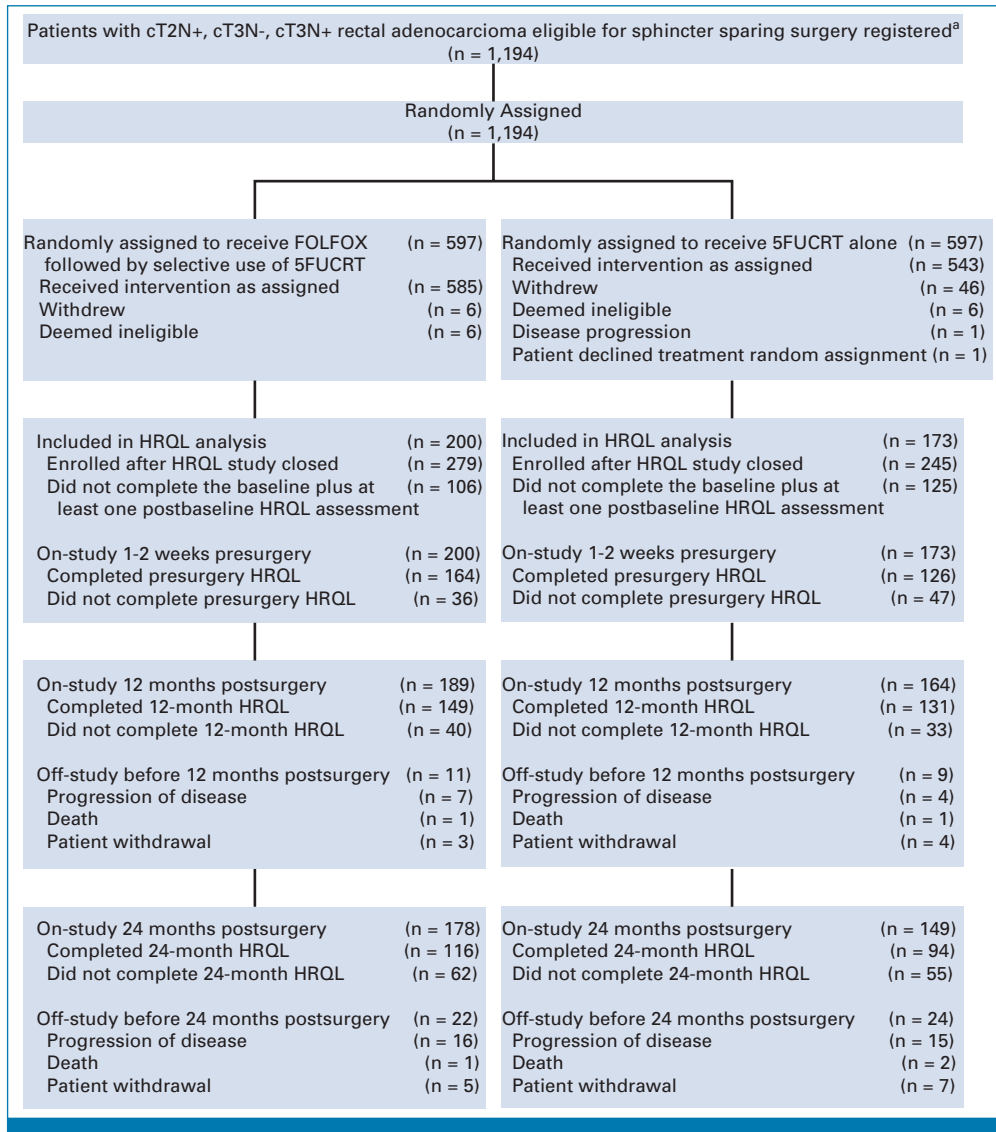 Patients with cT2N+, cT3N-, cT3N+ rectal adenocarcioma eligible for sphincter sparing surgery registeredª
(n = 1,194)
Randomly Assigned
(n = 1,194)
Randomly assigned to receive FOLFOX (n = 597)
followed by selective use of 5FUCRT
Received intervention as assigned (n = 585)
Withdrew (n = 6)
Deemed ineligible (n = 6)
Randomly assigned to receive 5FUCRT alone (n = 597)
Received intervention as assigned (n = 543)
Withdrew (n = 46)
Deemed ineligible (n = 6)
Disease progression (n = 1)
Patient declined treatment random assignment (n = 1)
Included in HRQL analysis (n = 200)
Enrolled after HRQL study closed (n = 279)
Did not complete the baseline plus at (n = 106)
least one postbaseline HRQL assessment
On-study 1-2 weeks presurgery (n = 200)
Completed presurgery HRQL (n = 164)
Did not complete presurgery HRQL (n = 36)
Included in HRQL analysis (n = 173)
Enrolled after HRQL study closed (n = 245)
Did not complete the baseline plus at (n = 125)
least one postbaseline HRQL assessment
On-study 1-2 weeks presurgery (n = 173)
Completed presurgery HRQL (n = 126)
Did not complete presurgery HRQL (n = 47)
On-study 12 months postsurgery (n = 189)
Completed 12-month HRQL (n = 149)
Did not complete 12-month HRQL (n = 40)
Off-study before 12 months postsurgery (n = 11)
Progression of disease (n = 7)
Death (n = 1)
Patient withdrawal (n = 3)
On-study 12 months postsurgery (n = 164)
Completed 12-month HRQL (n = 131)
Did not complete 12-month HRQL (n = 33)
Off-study before 12 months postsurgery (n = 9)
Progression of disease (n = 4)
Death (n = 1)
Patient withdrawal (n = 4)
On-study 24 months postsurgery (n = 178)
Completed 24-month HRQL (n = 116)
Did not complete 24-month HRQL (n = 62)
Off-study before 24 months postsurgery (n = 22)
Progression of disease (n = 16)
Death (n = 1)
Patient withdrawal (n = 5)
On-study 24 months postsurgery (n = 149)
Completed 24-month HRQL (n = 94)
Did not complete 24-month HRQL (n = 55)
Off-study before 24 months postsurgery (n = 24)
Progression of disease (n = 15)
Death (n = 2)
Patient withdrawal (n = 7)